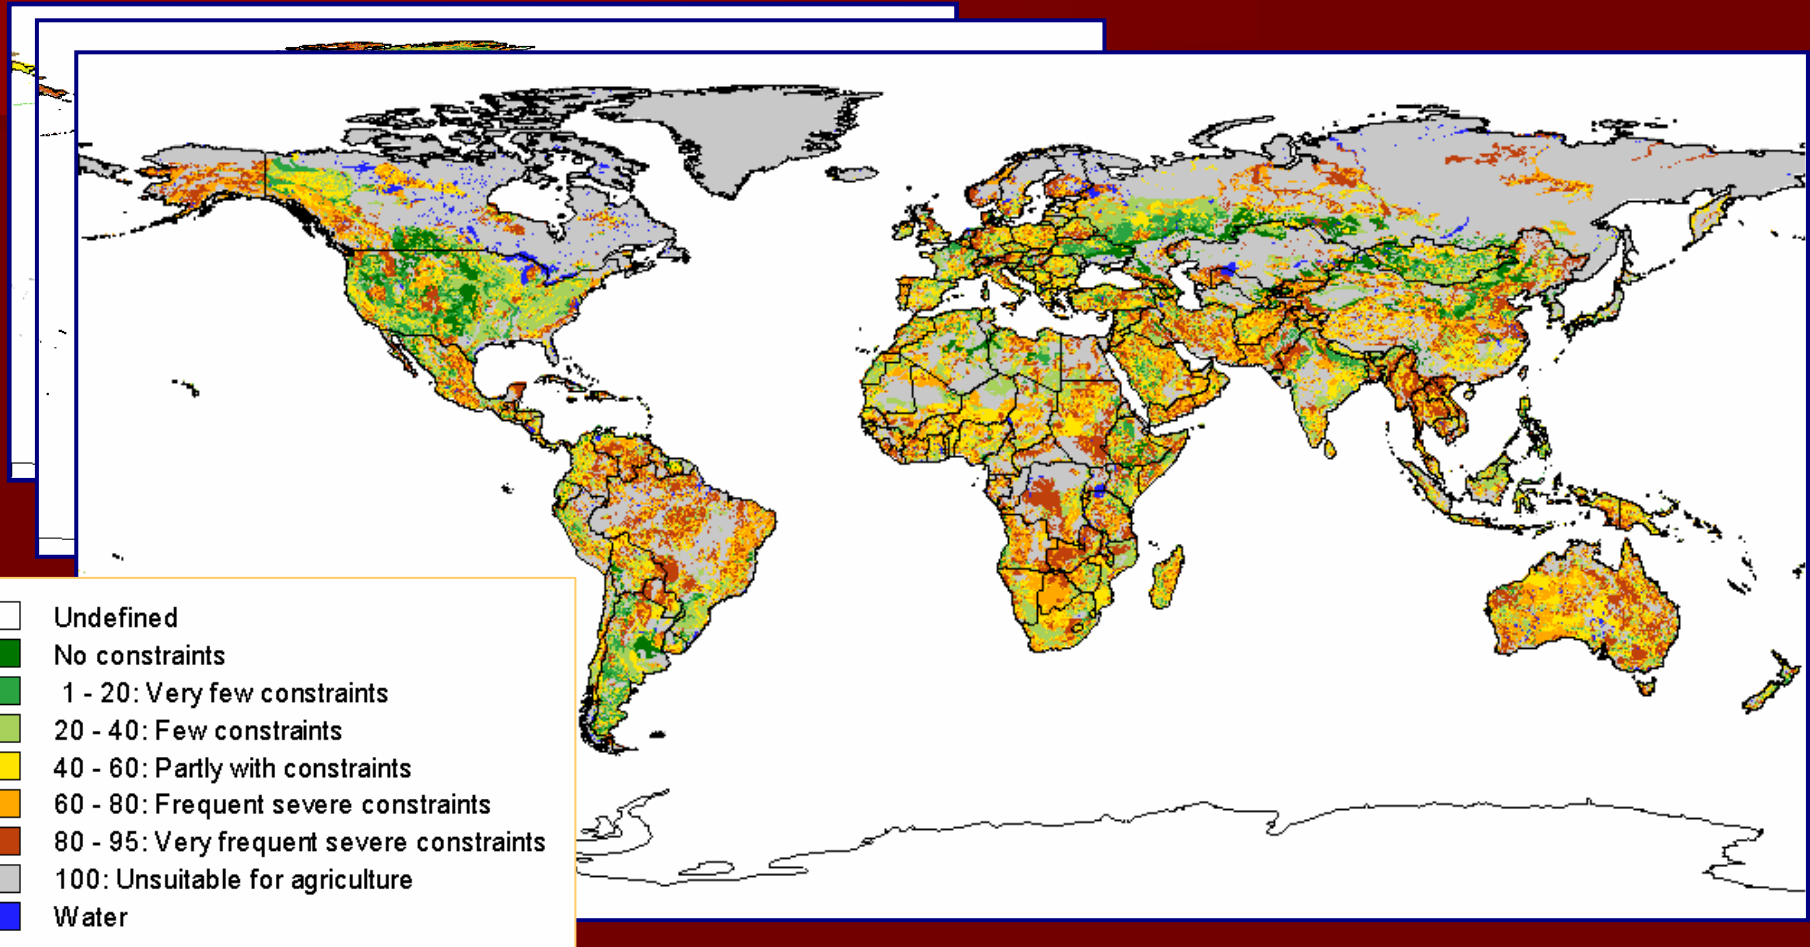 Undefined
No constraints
1 - 20: Very few constraints
20 - 40: Few constraints
40 - 60: Partly with constraints
60 - 80: Frequent severe constraints
80 - 95: Very frequent severe constraints
100: Unsuitable for agriculture
Water